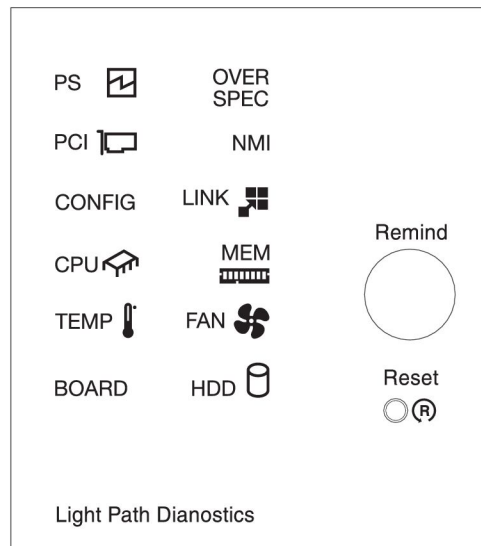 PS
OVER
SPEC
PCI
NMI
CONFIG
LINK
CPU
MEM
TEMP
FAN
BOARD
HDD
Remind
Reset
R
Light Path Dianostics